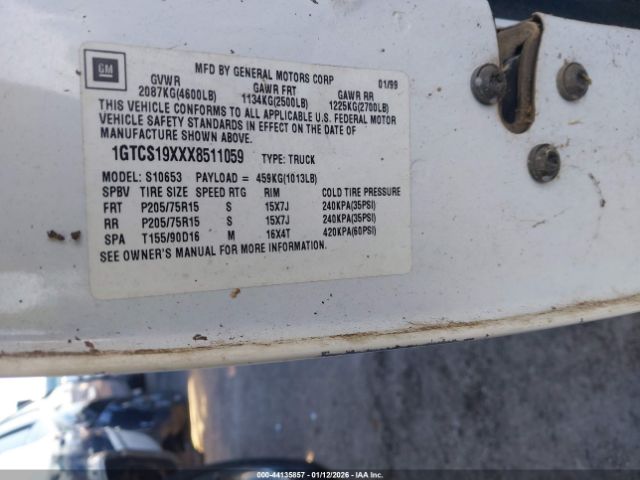 GM
MFD BY GENERAL MOTORS CORP 01/99
GVWR GAWR FRT GAWR RR
2087KG(4600LB) 1134KG(2500LB) 1225KG(2700LB)
THIS VEHICLE CONFORMS TO ALL APPLICABLE U.S. FEDERAL MOTOR
VEHICLE SAFETY STANDARDS IN EFFECT ON THE DATE OF
MANUFACTURE SHOWN ABOVE.
1GTCS19XXX8511059 TYPE: TRUCK
MODEL: S10653 PAYLOAD = 459KG(1013LB)
SPBV TIRE SIZE SPEED RTG RIM COLD TIRE PRESSURE
FRT P205/75R15 S 15X7J 240KPA(35PSI)
RR P205/75R15 S 15X7J 240KPA(35PSI)
SPA T155/90D16 M 16X4T 420KPA(60PSI)
SEE OWNER'S MANUAL FOR MORE INFORMATION.
000-44135857 - 01/12/2026 - IAA Inc.